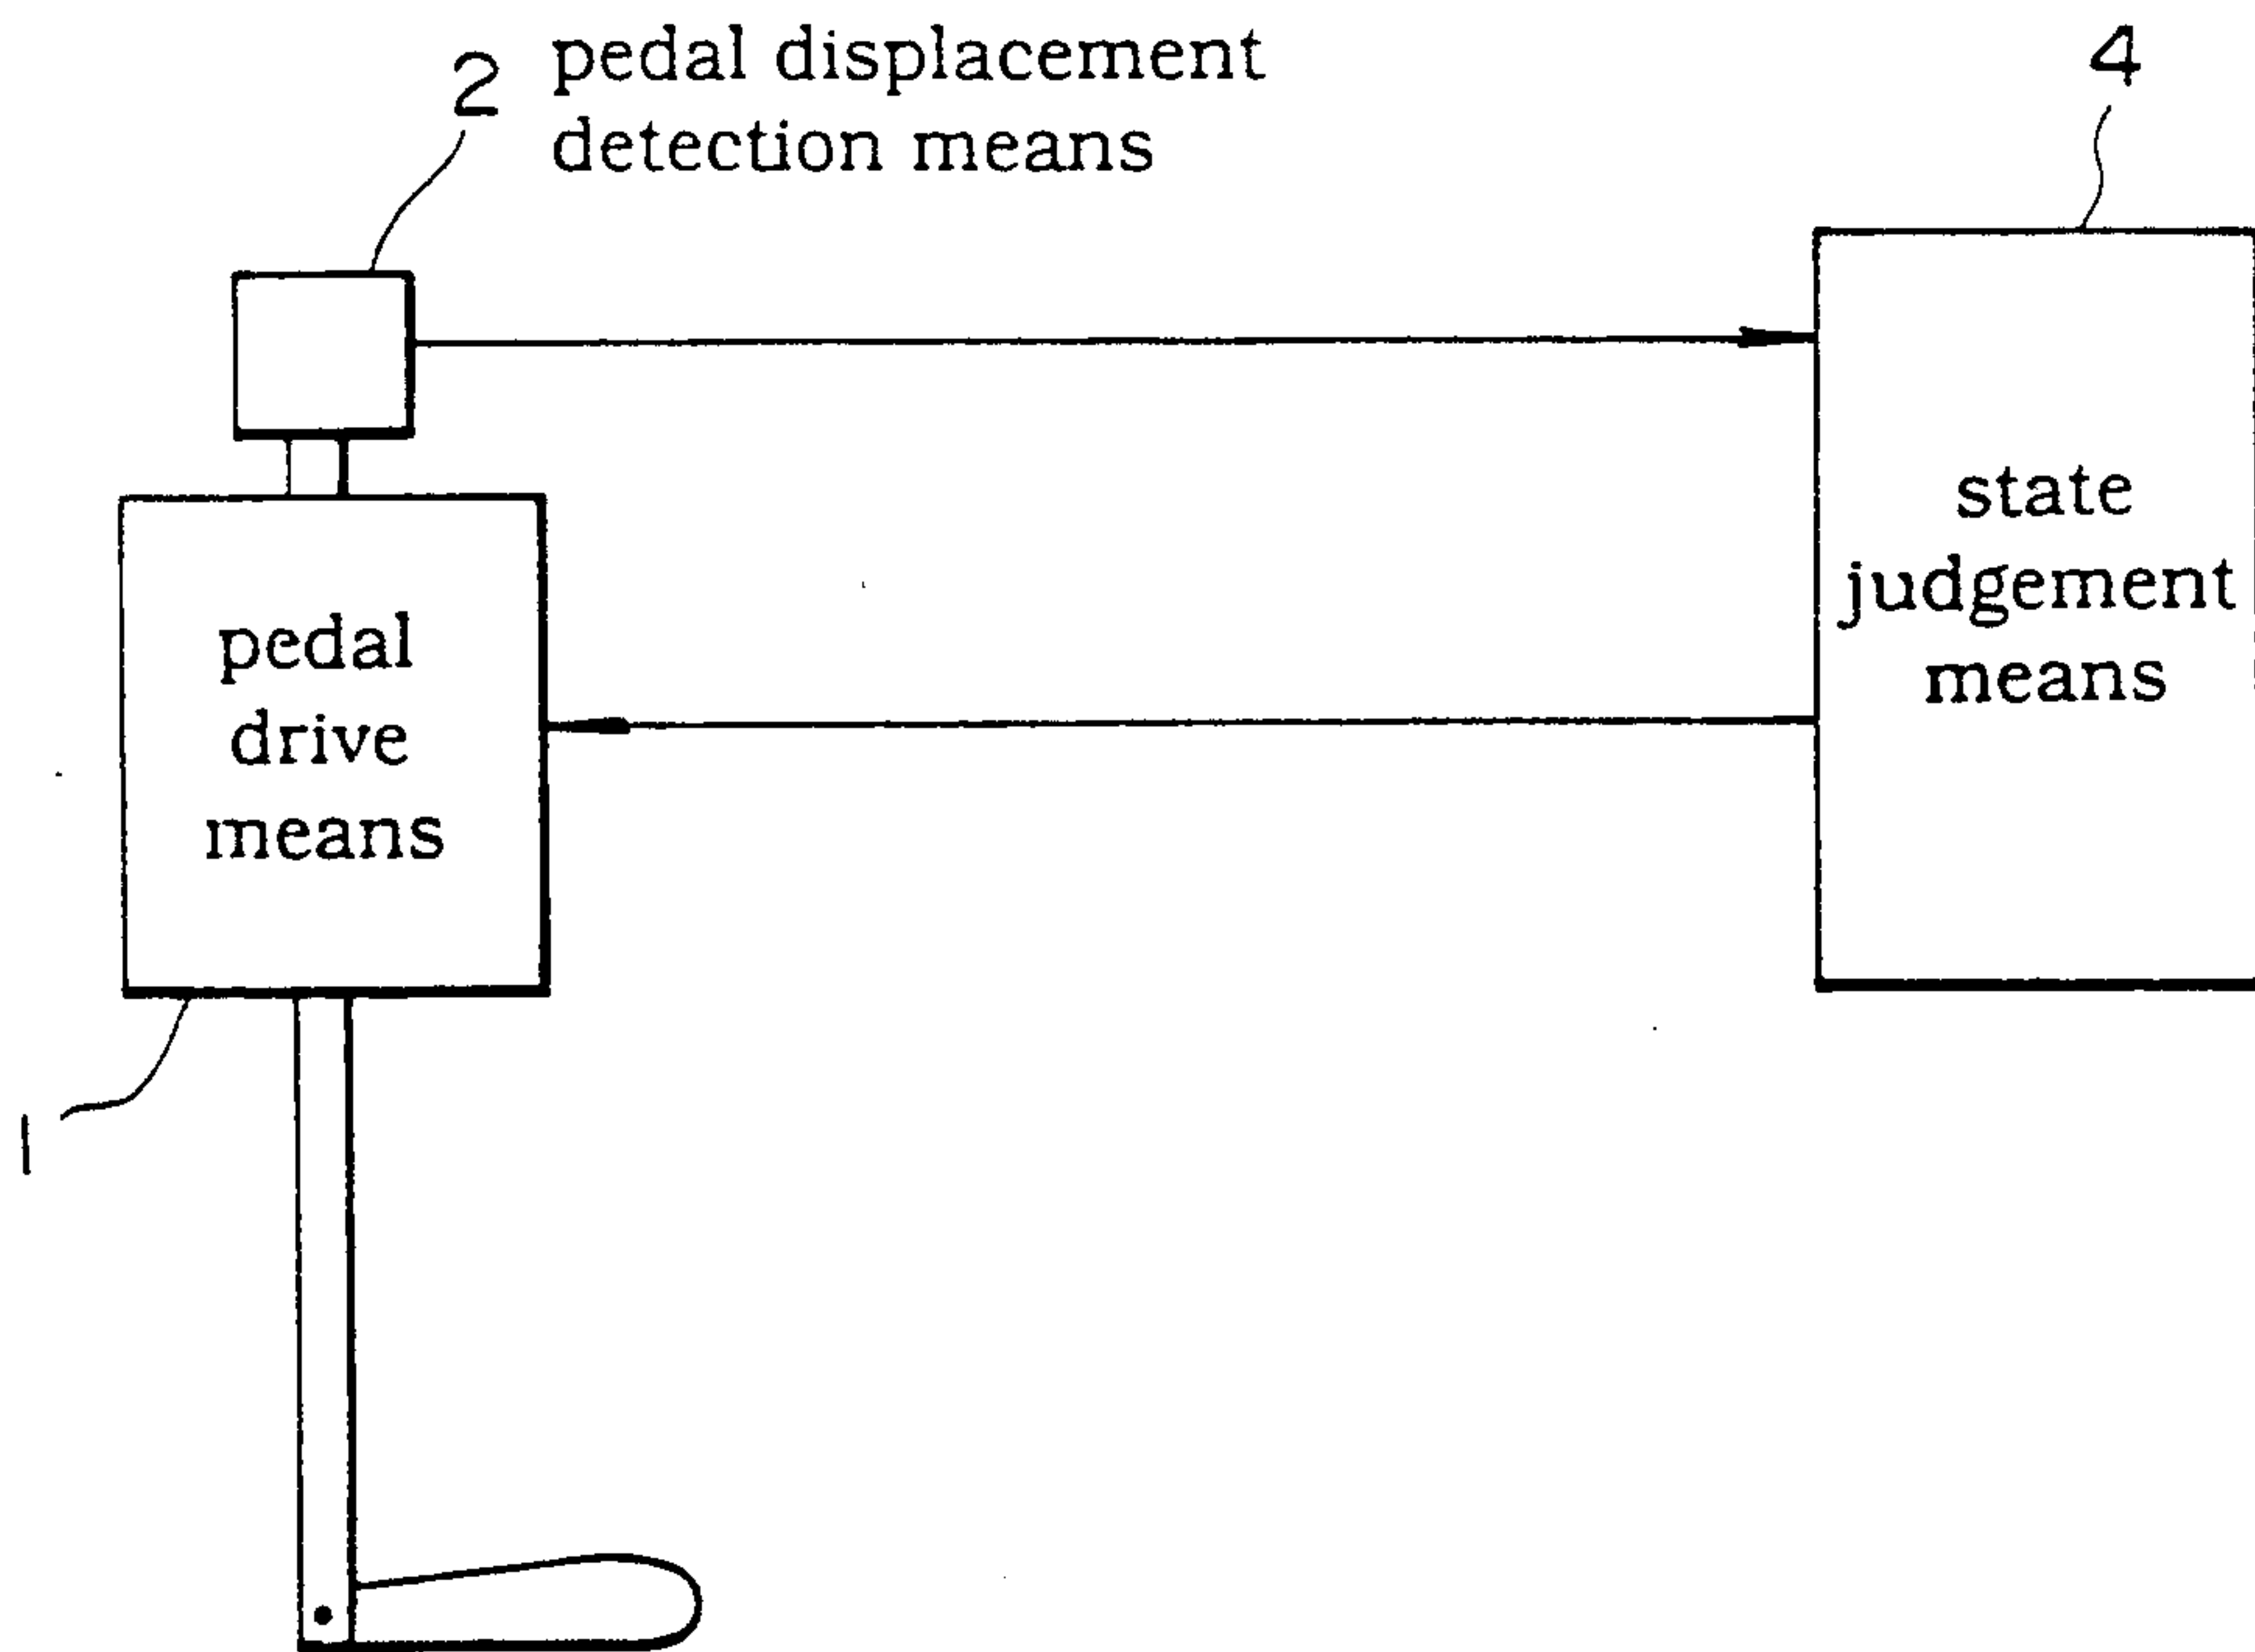 2 pedal displacement
detection means
4
state
judgement
means
pedal
drive
means
1